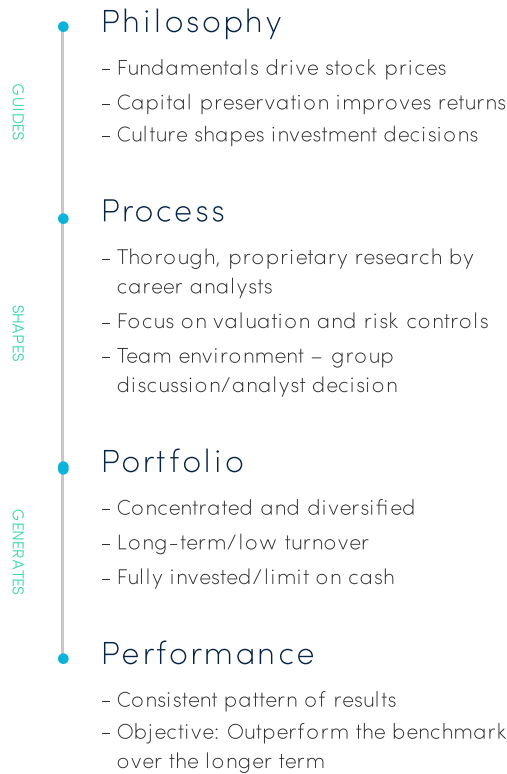 Philosophy
– Fundamentals drive stock prices
– Capital preservation improves returns
– Culture shapes investment decisions
GUIDES
Process
– Thorough, proprietary research by
career analysts
– Focus on valuation and risk controls
– Team environment – group
discussion/analyst decision
SHAPES
Portfolio
– Concentrated and diversified
– Long-term/low turnover
– Fully invested/limit on cash
GENERATES
Performance
– Consistent pattern of results
– Objective: Outperform the benchmark
over the longer term